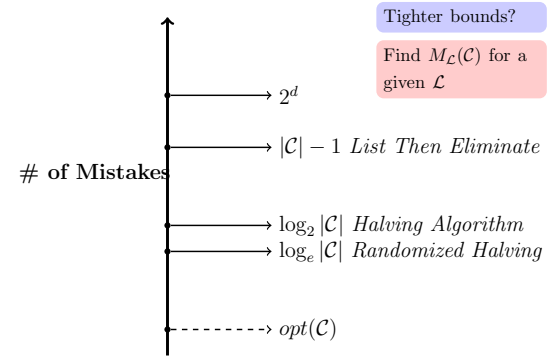 Tighter bounds?
Find $M_{\mathcal{L}}(\mathcal{C})$ for a
given $\mathcal{L}$
$2^d$
$|\mathcal{C}| - 1$ List Then Eliminate
# of Mistakes
$\log_2 |\mathcal{C}|$ Halving Algorithm
$\log_e |\mathcal{C}|$ Randomized Halving
$opt(\mathcal{C})$